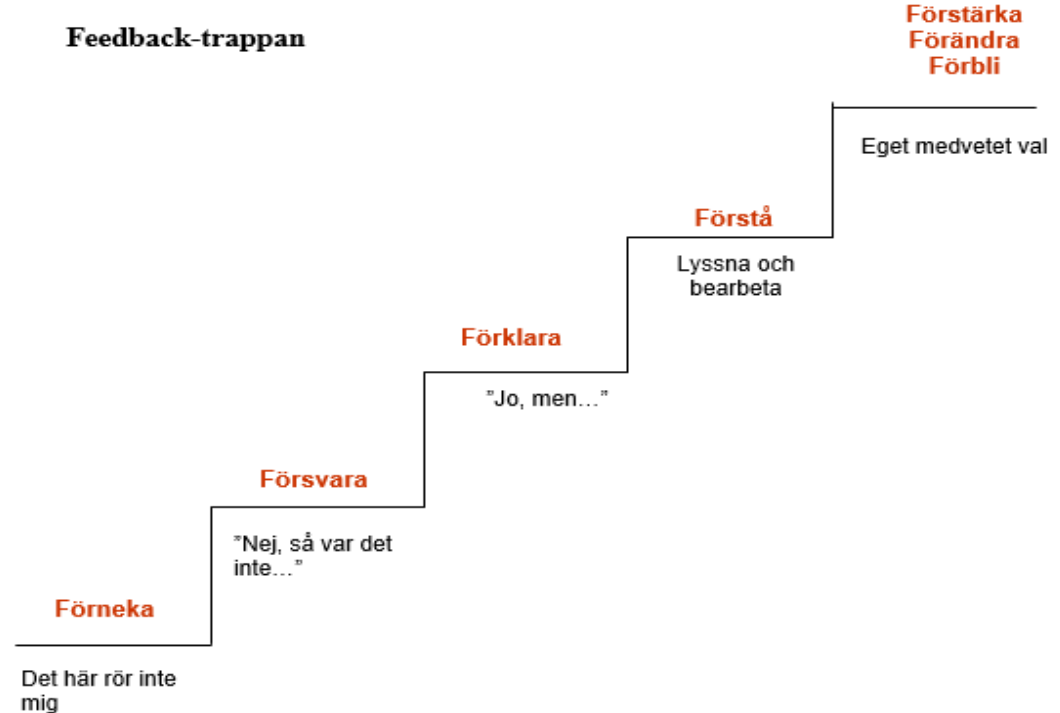 Feedback-trappan
Förstärka
Förändra
Förbli
Eget medvetet val
Förstå
Lyssna och
bearbeta
Förklara
"Jo, men…"
Försvara
"Nej, så var det
inte…"
Förneka
Det här rör inte
mig